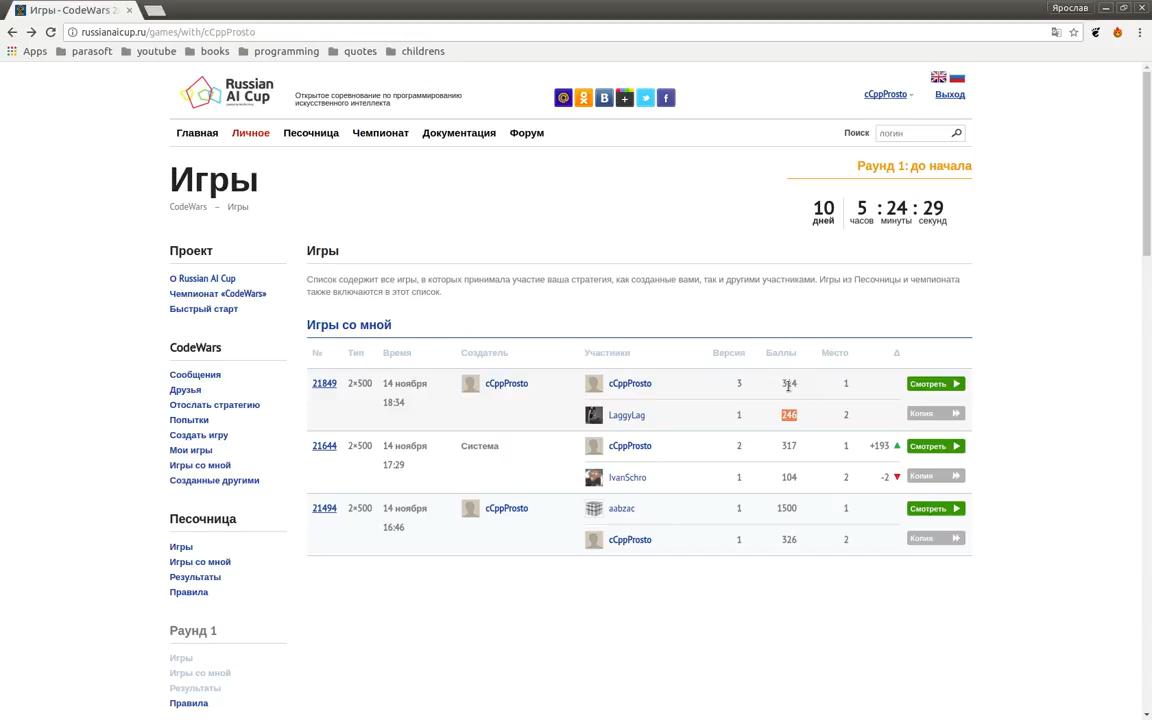 Игры - CodeWars 2
Ярослав
russianaicup.ru/games/with/cCppProsto
Apps parasoft youtube books programming quotes childrens
Russian
AI Cup
Открытое соревнование по программированию
искусственного интеллекта
cCppProsto Выход
Главная Личное Песочница Чемпионат Документация Форум
Поиск логин
Игры
CodeWars – Игры
Раунд 1: до начала
10 5 : 24 : 29
дней часов минуты секунд
Проект
О Russian AI Cup
Чемпионат «CodeWars»
Быстрый старт
CodeWars
Сообщения
Друзья
Отослать стратегию
Попытки
Создать игру
Мои игры
Игры со мной
Созданные другими
Песочница
Игры
Игры со мной
Результаты
Правила
Раунд 1
Игры
Игры со мной
Результаты
Правила
Игры
Список содержит все игры, в которых принимала участие ваша стратегия, как созданные вами, так и другими участниками. Игры из Песочницы и чемпионата
также включаются в этот список.
Игры со мной
№ Тип Время Создатель Участники Версия Баллы Место Δ
21849 2×500 14 ноября cCppProsto cCppProsto 3 314 1 Смотреть
18:34
LaggyLag 1 246 2 Копия
21644 2×500 14 ноября Система cCppProsto 2 317 1 +193 Смотреть
17:29
IvanSchro 1 104 2 -2 Копия
21494 2×500 14 ноября cCppProsto aabzac 1 1500 1 Смотреть
16:46
cCppProsto 1 326 2 Копия